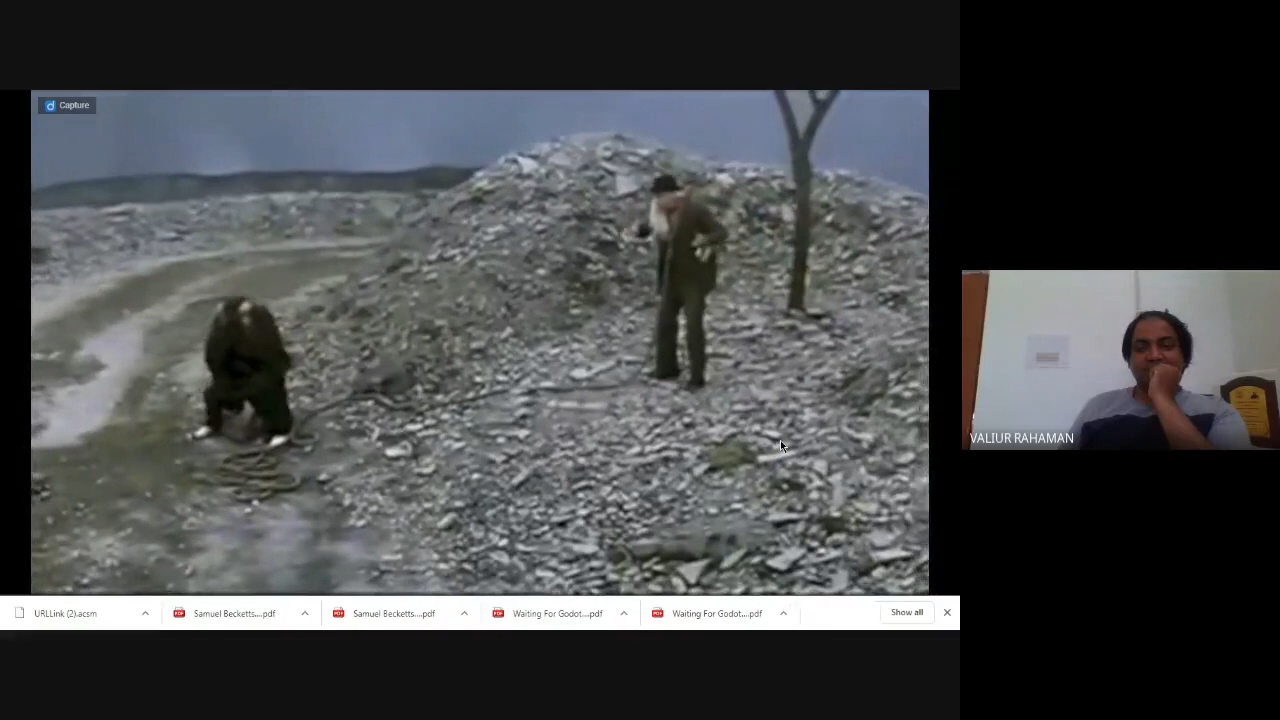 Capture
VALIUR RAHAMAN
URLLink (2).acsm
Samuel Becketts....pdf
Samuel Becketts....pdf
Waiting For Godot....pdf
Waiting For Godot....pdf
Show all